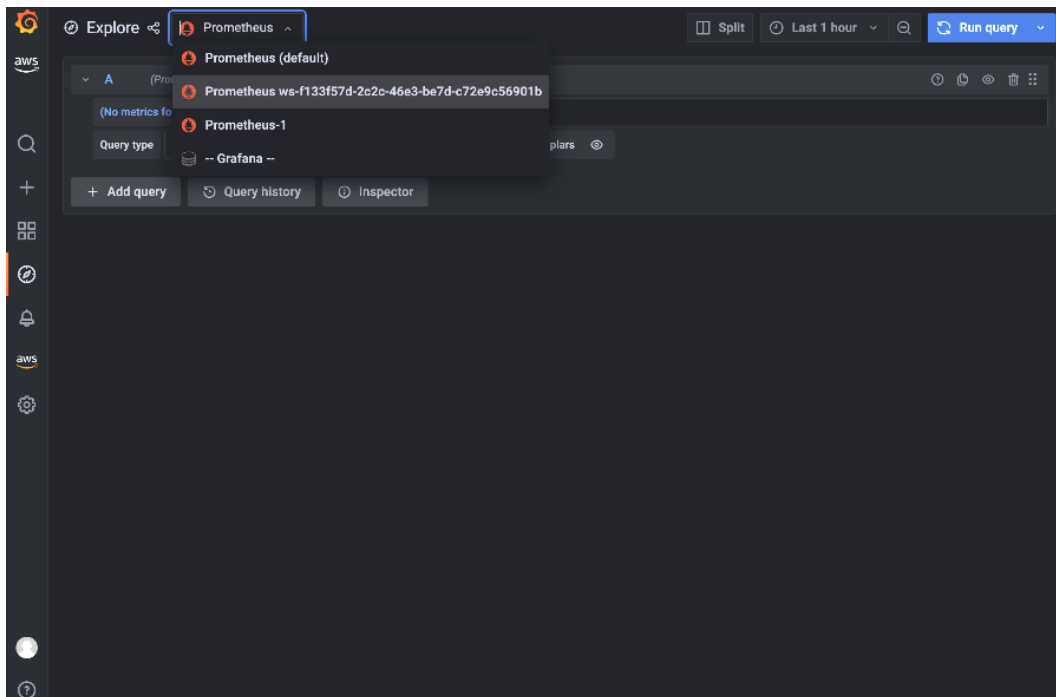 Explore Prometheus Split Last 1 hour Run query
aws
Prometheus (default)
A (Pro
Prometheus ws-f133f57d-2c2c-46e3-be7d-c72e9c56901b
(No metrics fo
Prometheus-1
Query type plars
-- Grafana --
+ Add query Query history Inspector
aws